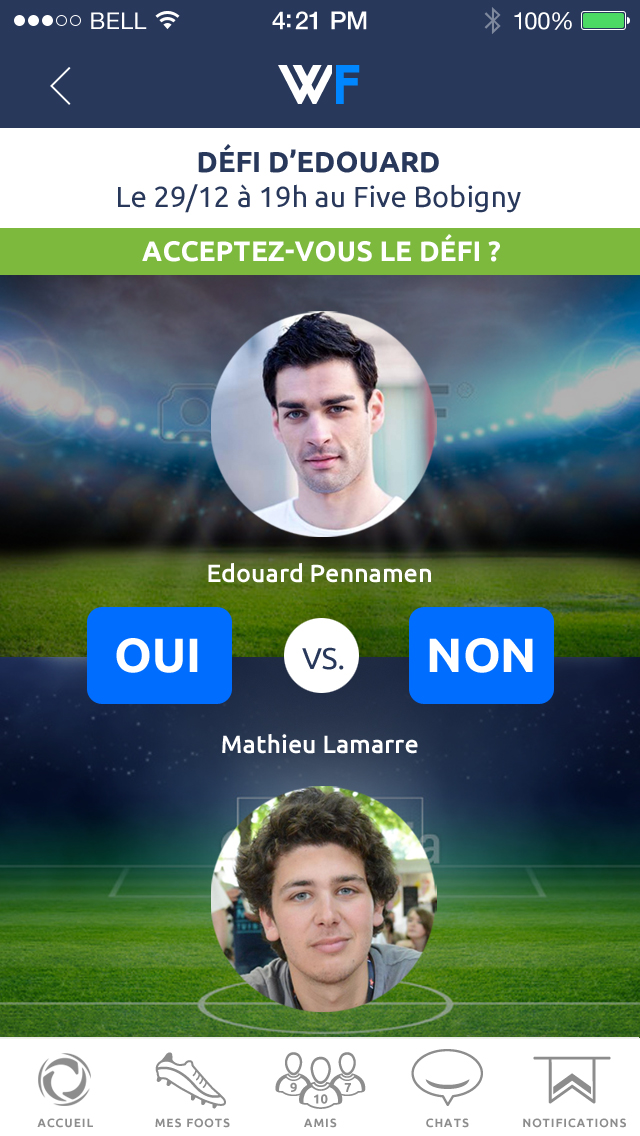 BELL 4:21 PM 100%
WF
DÉFI D’EDOUARD
Le 29/12 à 19h au Five Bobigny
ACCEPTEZ-VOUS LE DÉFI ?
Edouard Pennamen
OUI VS. NON
Mathieu Lamarre
9 10 7
ACCUEIL MES FOOTS AMIS CHATS NOTIFICATIONS